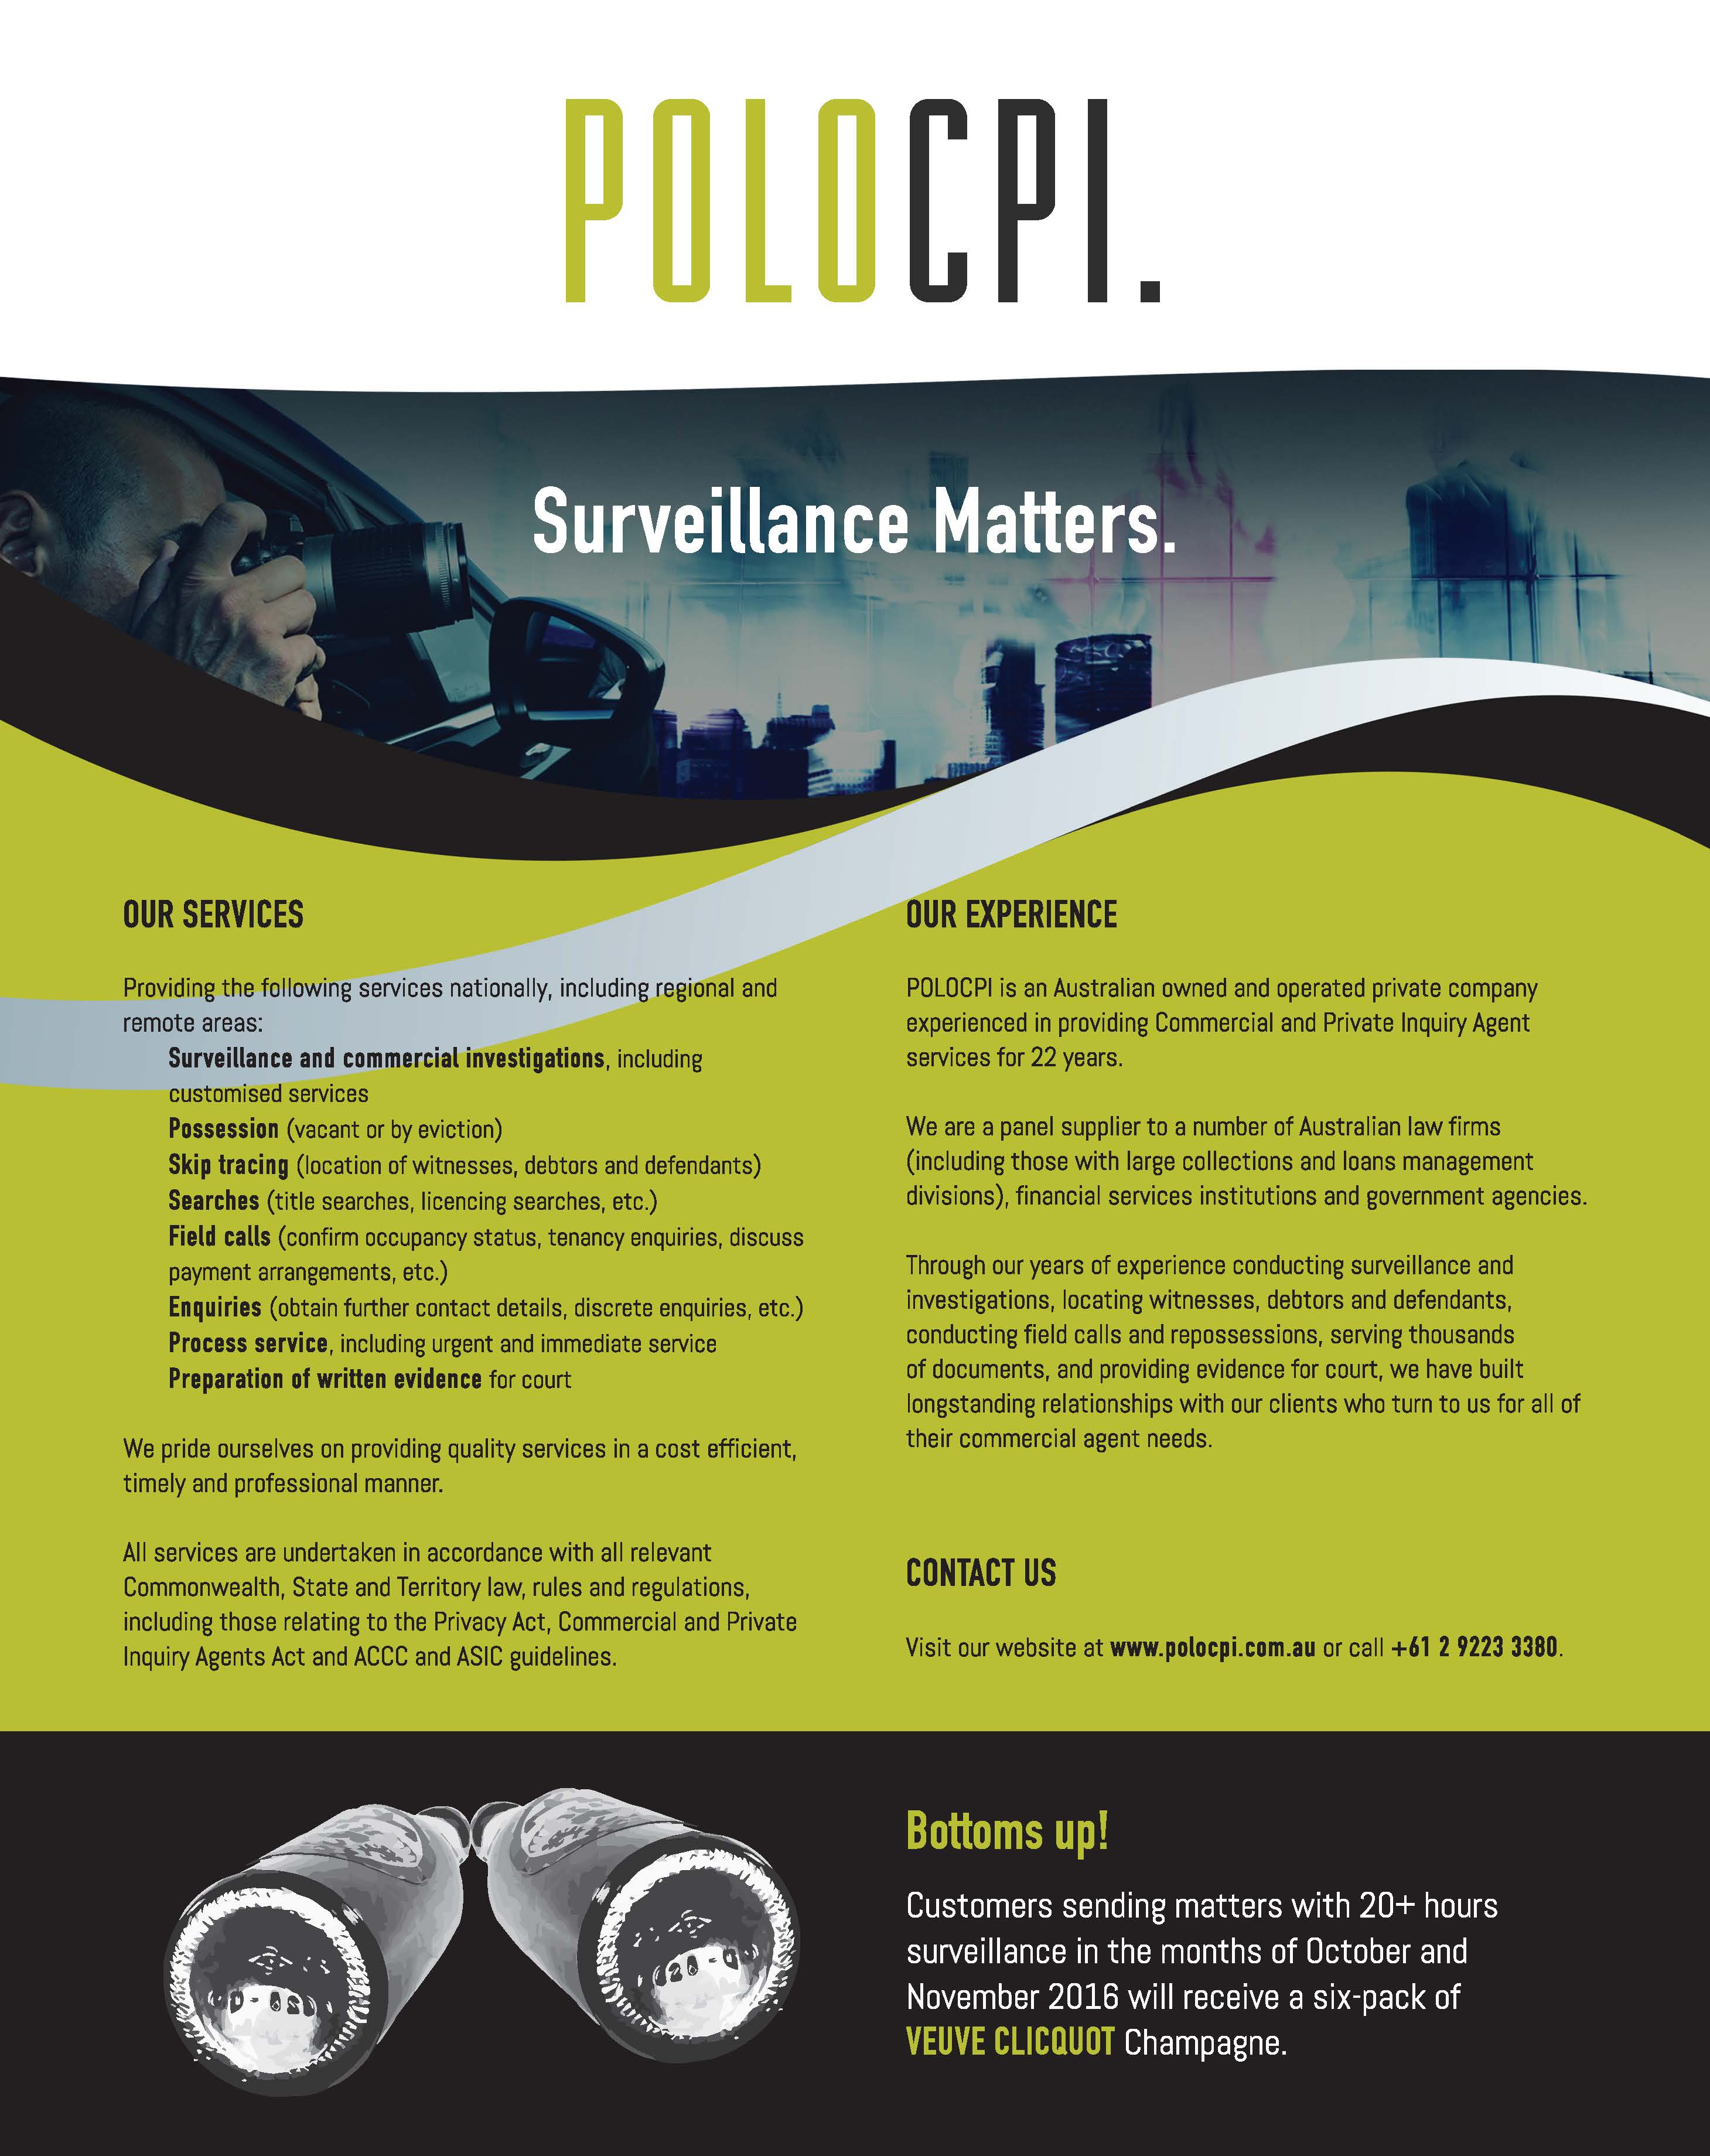 POLOCPI.
Surveillance Matters.
OUR SERVICES
Providing the following services nationally, including regional and
remote areas:
Surveillance and commercial investigations, including
customised services
Possession (vacant or by eviction)
Skip tracing (location of witnesses, debtors and defendants)
Searches (title searches, licencing searches, etc.)
Field calls (confirm occupancy status, tenancy enquiries, discuss
payment arrangements, etc.)
Enquiries (obtain further contact details, discrete enquiries, etc.)
Process service, including urgent and immediate service
Preparation of written evidence for court
We pride ourselves on providing quality services in a cost efficient,
timely and professional manner.
All services are undertaken in accordance with all relevant
Commonwealth, State and Territory law, rules and regulations,
including those relating to the Privacy Act, Commercial and Private
Inquiry Agents Act and ACCC and ASIC guidelines.
OUR EXPERIENCE
POLOCPI is an Australian owned and operated private company
experienced in providing Commercial and Private Inquiry Agent
services for 22 years.
We are a panel supplier to a number of Australian law firms
(including those with large collections and loans management
divisions), financial services institutions and government agencies.
Through our years of experience conducting surveillance and
investigations, locating witnesses, debtors and defendants,
conducting field calls and repossessions, serving thousands
of documents, and providing evidence for court, we have built
longstanding relationships with our clients who turn to us for all of
their commercial agent needs.
CONTACT US
Visit our website at www.polocpi.com.au or call +61 2 9223 3380.
Bottoms up!
Customers sending matters with 20+ hours
surveillance in the months of October and
November 2016 will receive a six-pack of
VEUVE CLICQUOT Champagne.